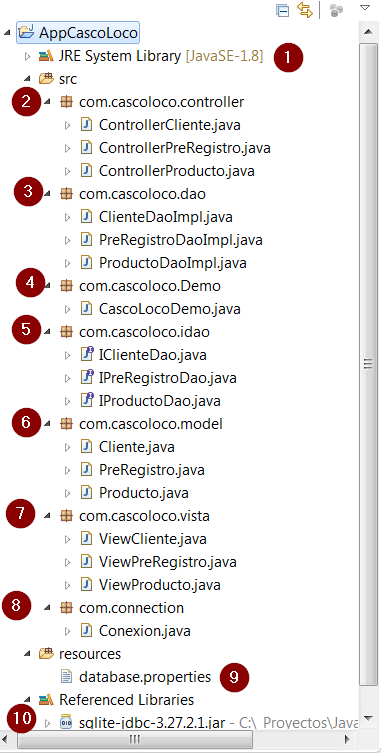 AppCascoLoco
JRE System Library [JavaSE-1.8] 1
src
2 com.cascoloco.controller
ControllerCliente.java
ControllerPreRegistro.java
ControllerProducto.java
3 com.cascoloco.dao
ClienteDaoImpl.java
PreRegistroDaoImpl.java
ProductoDaoImpl.java
4 com.cascoloco.Demo
CascoLocoDemo.java
5 com.cascoloco.idao
IClienteDao.java
IPreRegistroDao.java
IProductoDao.java
6 com.cascoloco.model
Cliente.java
PreRegistro.java
Producto.java
7 com.cascoloco.vista
ViewCliente.java
ViewPreRegistro.java
ViewProducto.java
8 com.connection
Conexion.java
resources
database.properties 9
Referenced Libraries
10 sqlite-jdbc-3.27.2.1.jar - C:\_Proyectos\Java